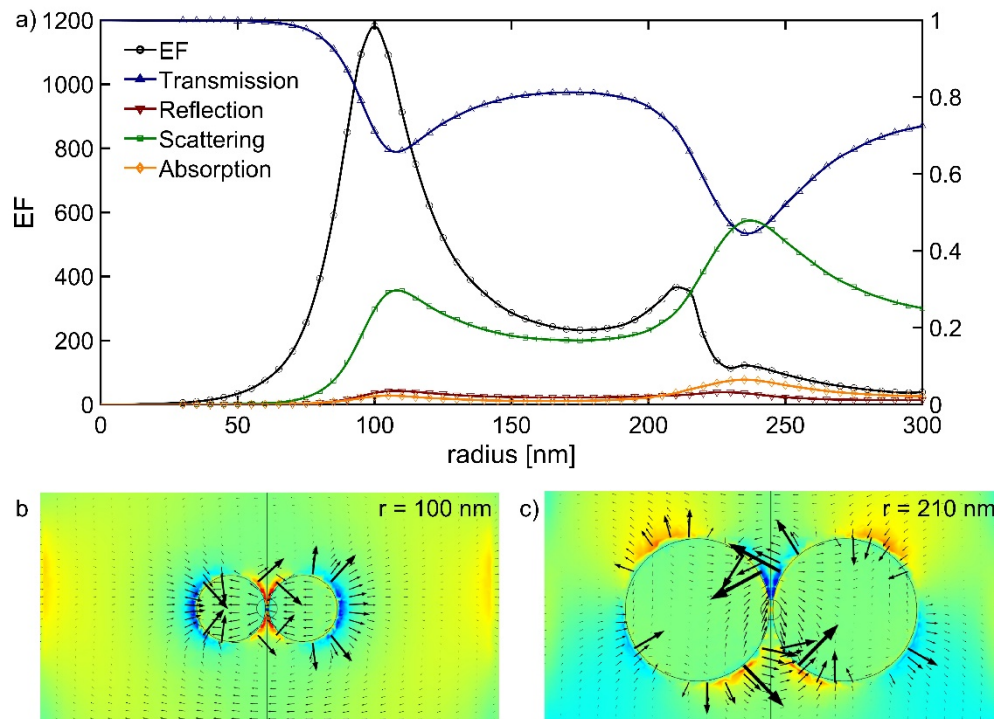 a)
1200
1000
800
600
400
200
0
EF
EF
Transmission
Reflection
Scattering
Absorption
1
0.8
0.6
0.4
0.2
0
0 50 100 150 200 250 300
radius [nm]
b r = 100 nm
c) r = 210 nm